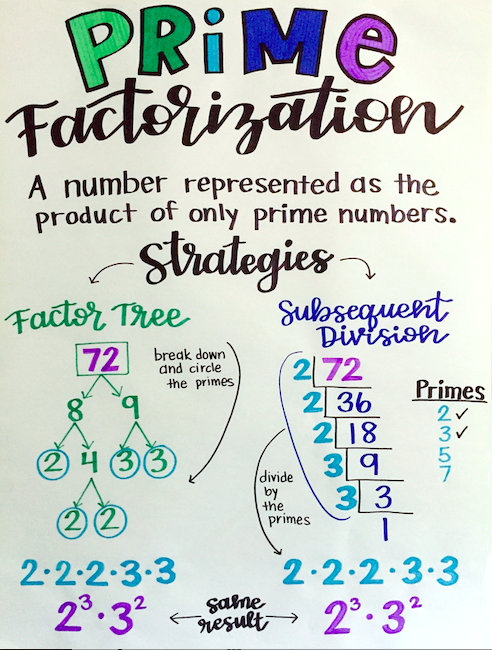 PRiMe
Factorization
A number represented as the
product of only prime numbers.
Strategies
Factor Tree
72
break down
and circle
the primes
8 9
2 4 3 3
2 2
2·2·2·3·3
2³·3²
Subsequent
Division
2 72
2 36
2 18
3 9
3 3
1
Primes
2 ✓
3 ✓
5
7
divide
by
the
primes
2·2·2·3·3
2³·3²
same
result